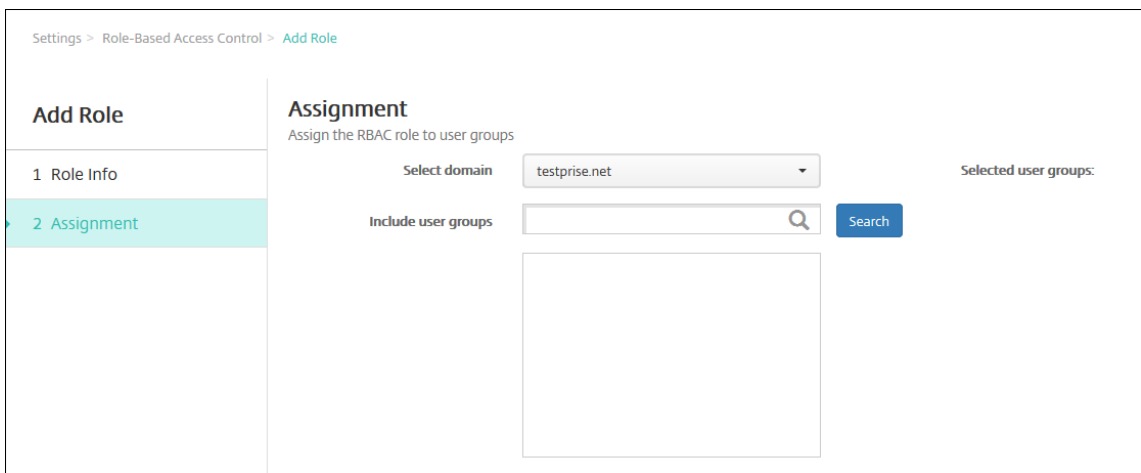 Settings > Role-Based Access Control > Add Role
Add Role
1 Role Info
2 Assignment
Assignment
Assign the RBAC role to user groups
Select domain
testprise.net
Selected user groups:
Include user groups
Search